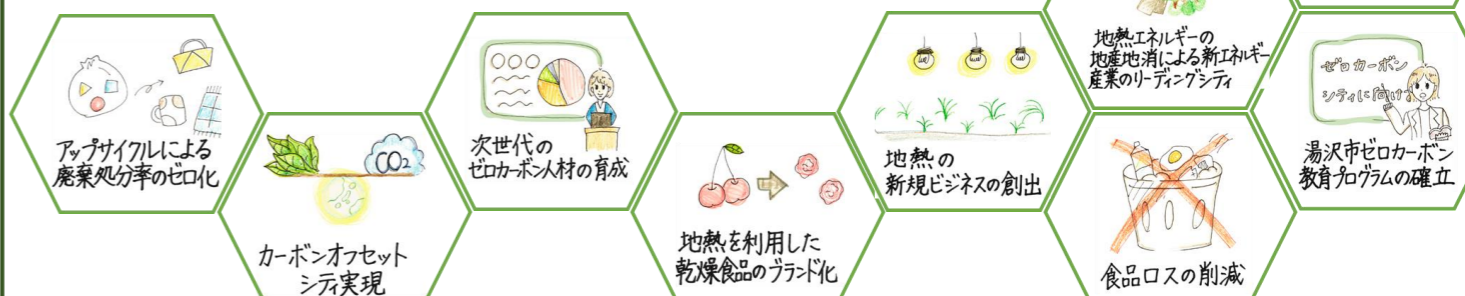 アップサイクルによる
廃棄処分率のゼロ化
CO2
カーボンオフセット
シティ実現
次世代の
ゼロカーボン人材の育成
地熱を利用した
乾燥食品のブランド化
地熱の
新規ビジネスの創出
地熱エネルギーの
地産地消による新エネルギー
産業のリーディングシティ
食品ロスの削減
ゼロカーボン
シティに向けて
湯沢市ゼロカーボン
教育プログラムの確立